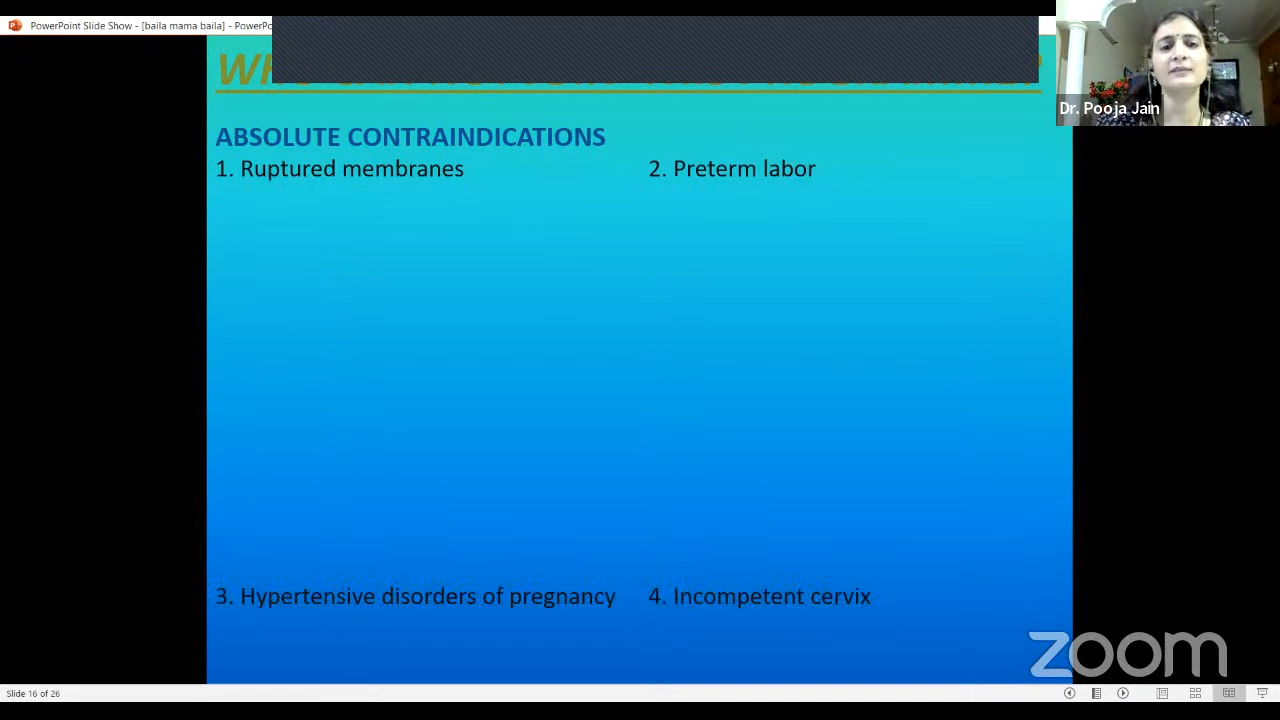 PowerPoint Slide Show - [baila mama baila] - PowerPo
Dr. Pooja Jain
ABSOLUTE CONTRAINDICATIONS
1. Ruptured membranes 2. Preterm labor
3. Hypertensive disorders of pregnancy 4. Incompetent cervix
zoom
Slide 16 of 26